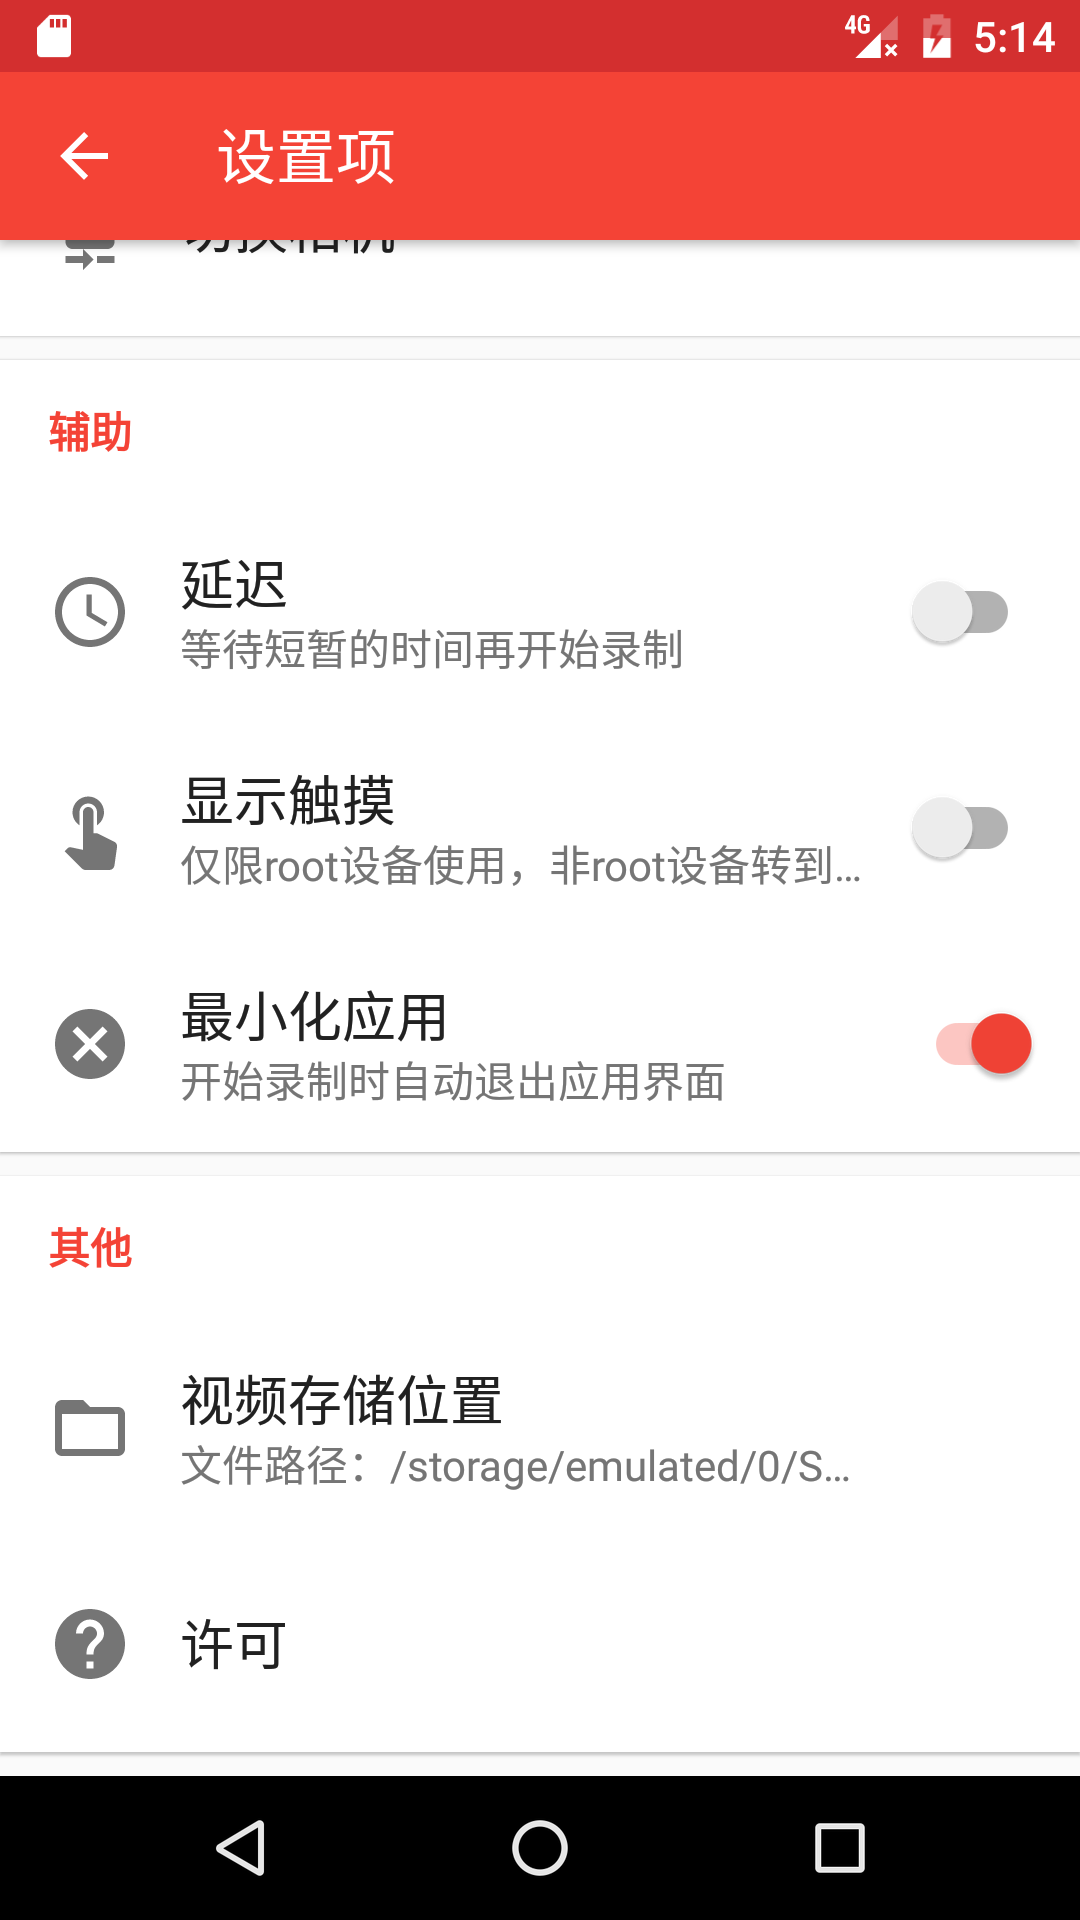 4G 5:14
设置项
切换相机
辅助
延迟
等待短暂的时间再开始录制
显示触摸
仅限root设备使用，非root设备转到...
最小化应用
开始录制时自动退出应用界面
其他
视频存储位置
文件路径：/storage/emulated/0/S...
许可